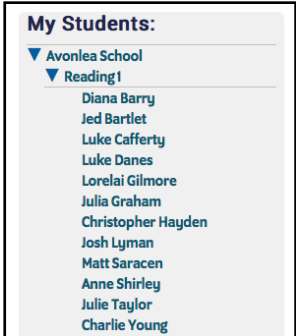 My Students:
Avonlea School
Reading1
Diana Barry
Jed Bartlet
Luke Cafferty
Luke Danes
Lorelai Gilmore
Julia Graham
Christopher Hayden
Josh Lyman
Matt Saracen
Anne Shirley
Julie Taylor
Charlie Young